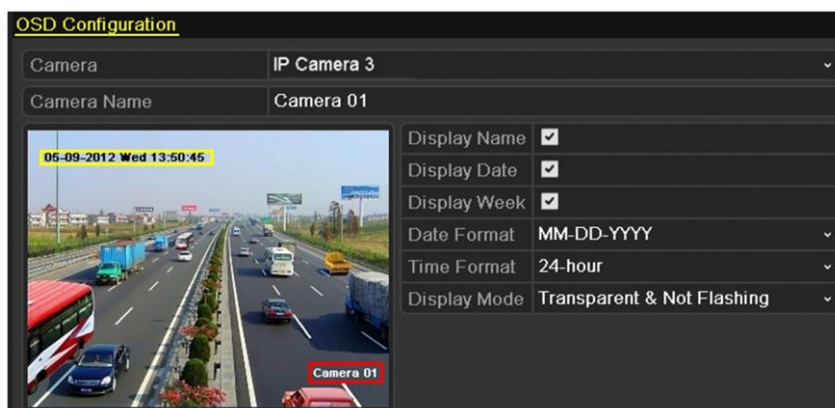 OSD Configuration
Camera IP Camera 3
Camera Name Camera 01
05-09-2012 Wed 13:50:45
Camera 01
Display Name
Display Date
Display Week
Date Format MM-DD-YYYY
Time Format 24-hour
Display Mode Transparent & Not Flashing